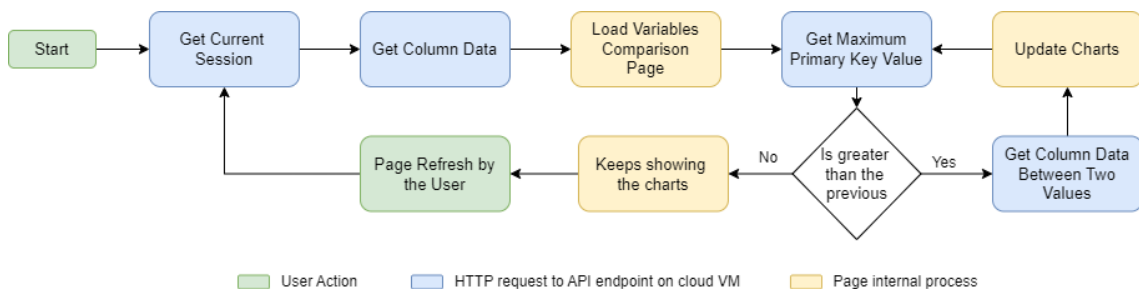 Start
Get Current
Session
Get Column Data
Load Variables
Comparison
Page
Get Maximum
Primary Key Value
Update Charts
Page Refresh by
the User
Keeps showing
the charts
No
Is greater
than the
previous
Yes
Get Column Data
Between Two
Values
User Action
HTTP request to API endpoint on cloud VM
Page internal process